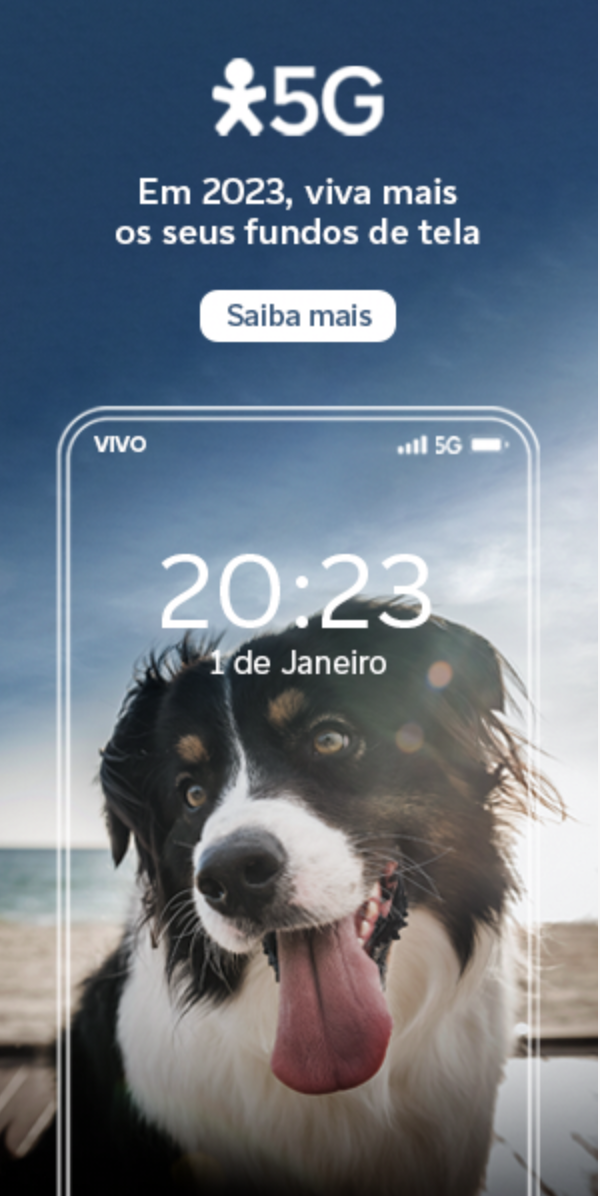 5G
Em 2023, viva mais
os seus fundos de tela
Saiba mais
VIVO 5G
20:23
1 de Janeiro